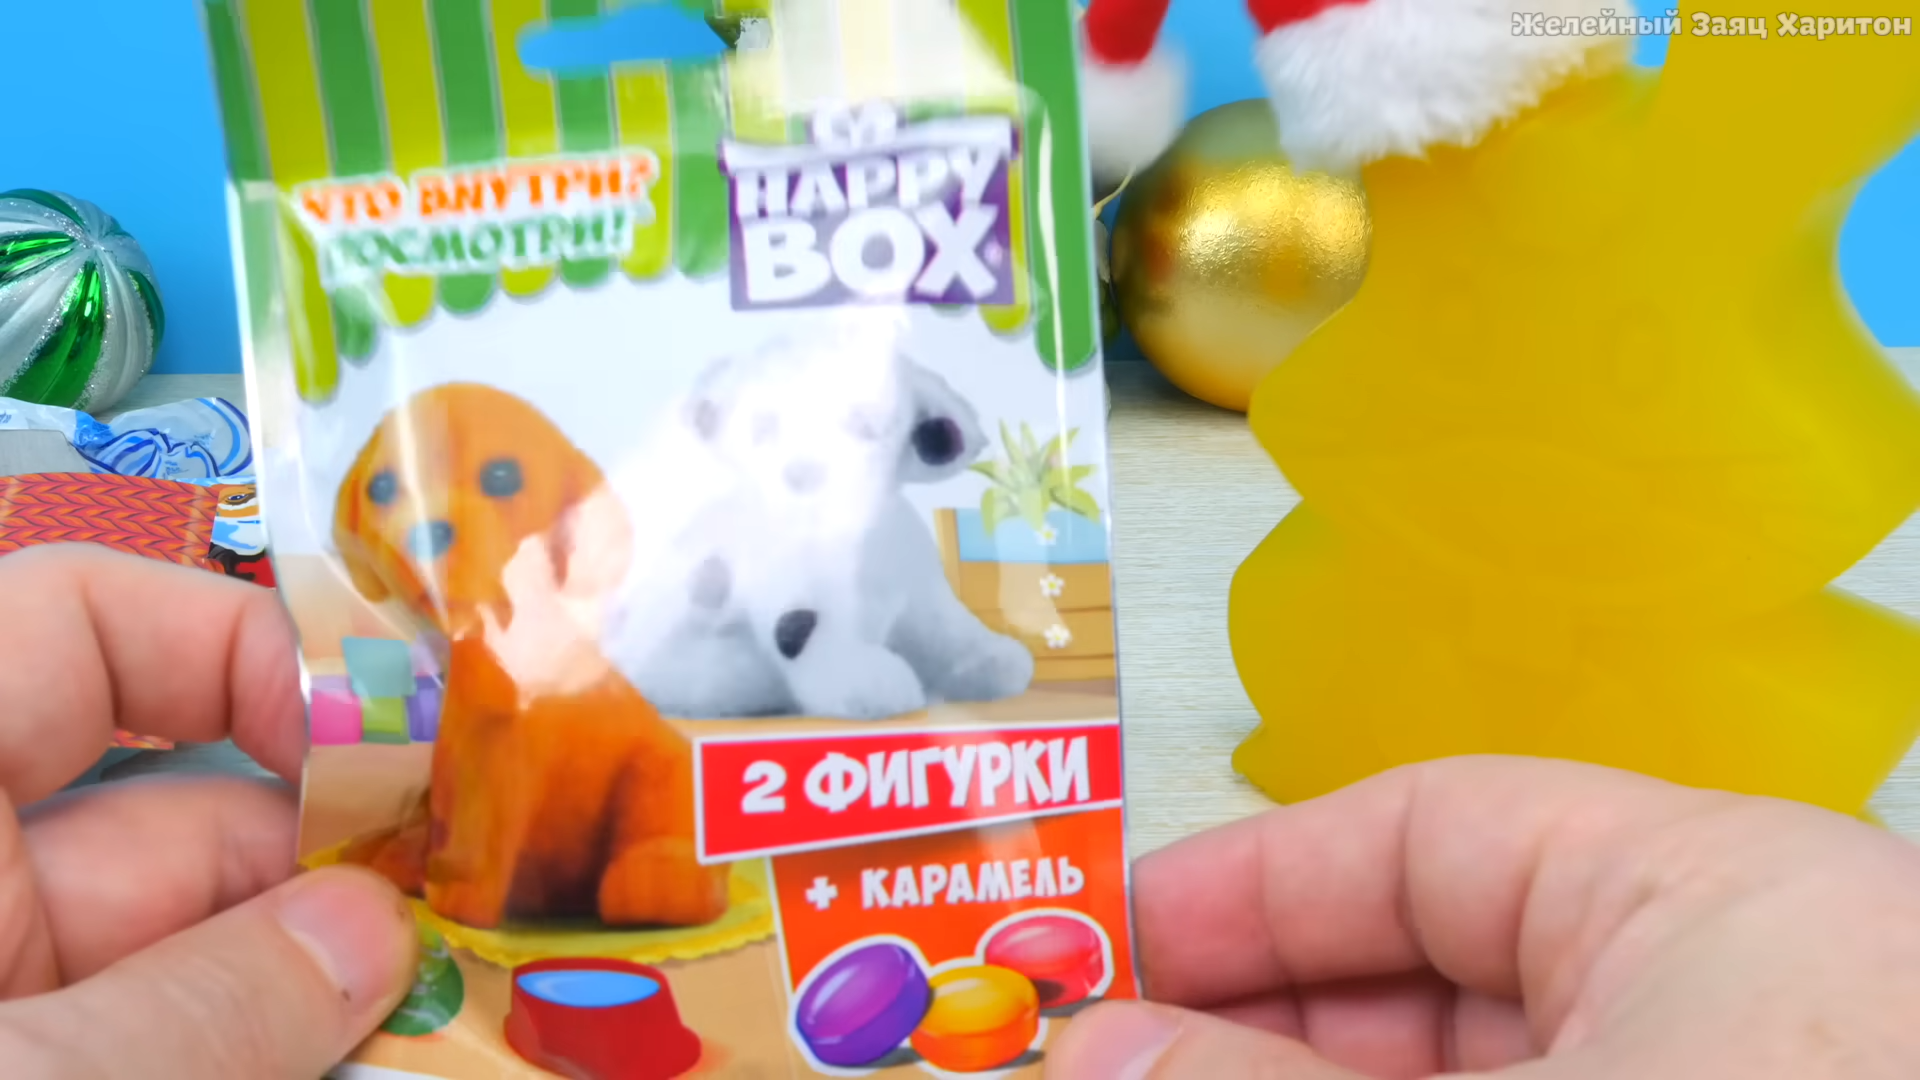 Желейный Заяц Харитон
ЧТО ВНУТРИ?
ПОСМОТРИ!
HAPPY
BOX
2 ФИГУРКИ
+ КАРАМЕЛЬ